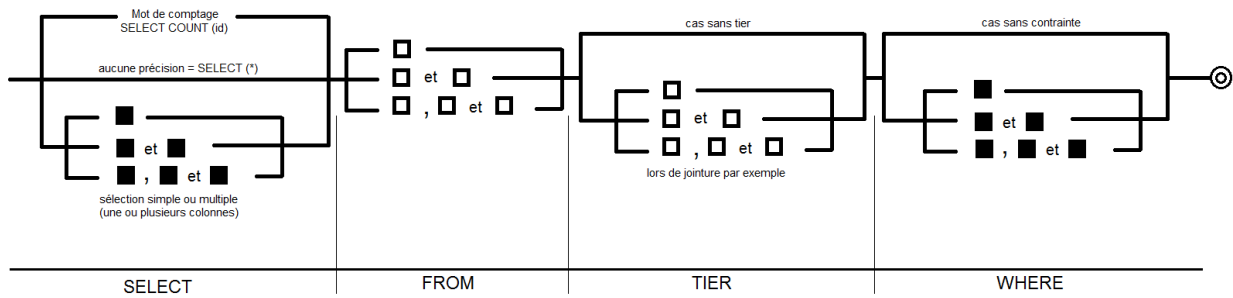 Mot de comptage
SELECT COUNT (id)
aucune précision = SELECT (*)
et
, et
sélection simple ou multiple
(une ou plusieurs colonnes)
et
, et
cas sans tier
et
, et
lors de jointure par exemple
cas sans contrainte
et
, et
SELECT
FROM
TIER
WHERE